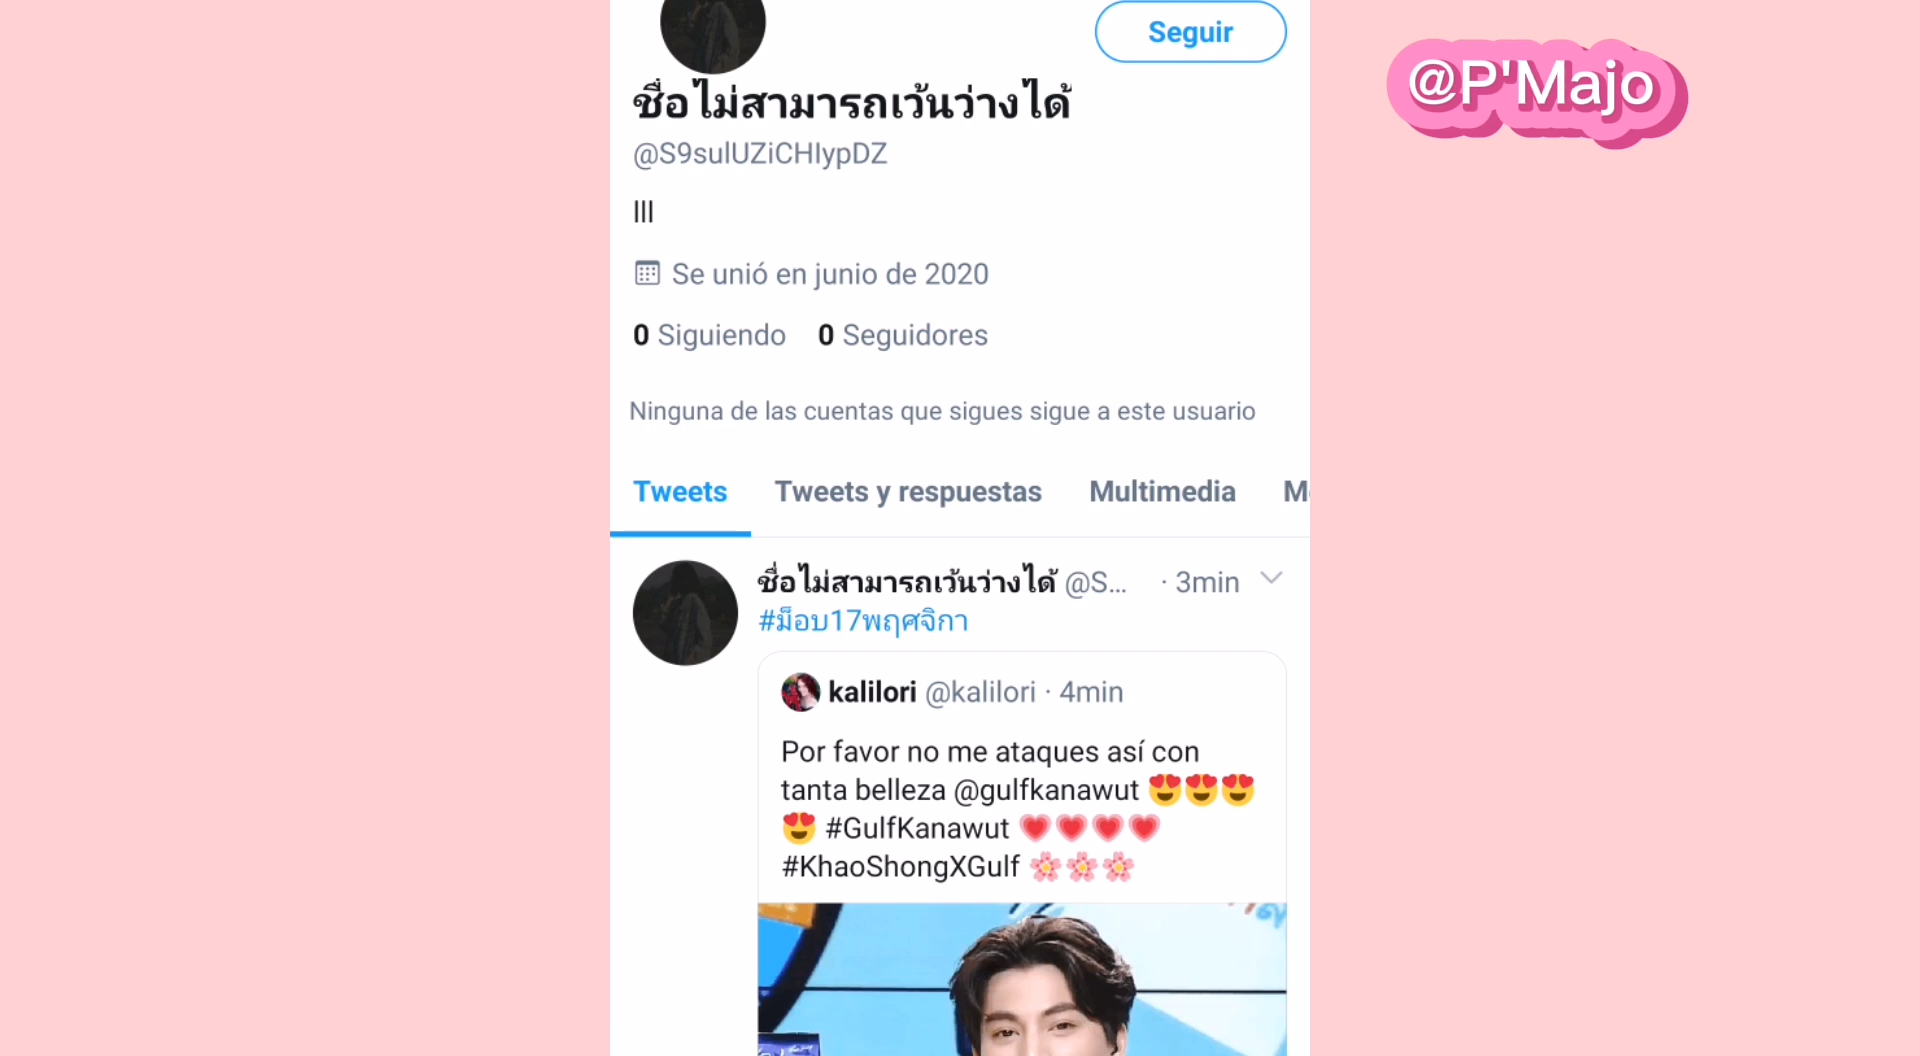 Seguir
@P'Majo
ชื่อไม่สามารถเว้นว่างได้
@S9sulUZiCHlypDZ
lll
Se unió en junio de 2020
0 Siguiendo 0 Seguidores
Ninguna de las cuentas que sigues sigue a este usuario
Tweets Tweets y respuestas Multimedia
ชื่อไม่สามารถเว้นว่างได้ @S... · 3min
#ม็อบ17พฤศจิกา
kalilori @kalilori · 4min
Por favor no me ataques así con
tanta belleza @gulfkanawut 😍😍😍
😍 #GulfKanawut 💗💗💗💗
#KhaoShongXGulf 🌸🌸🌸